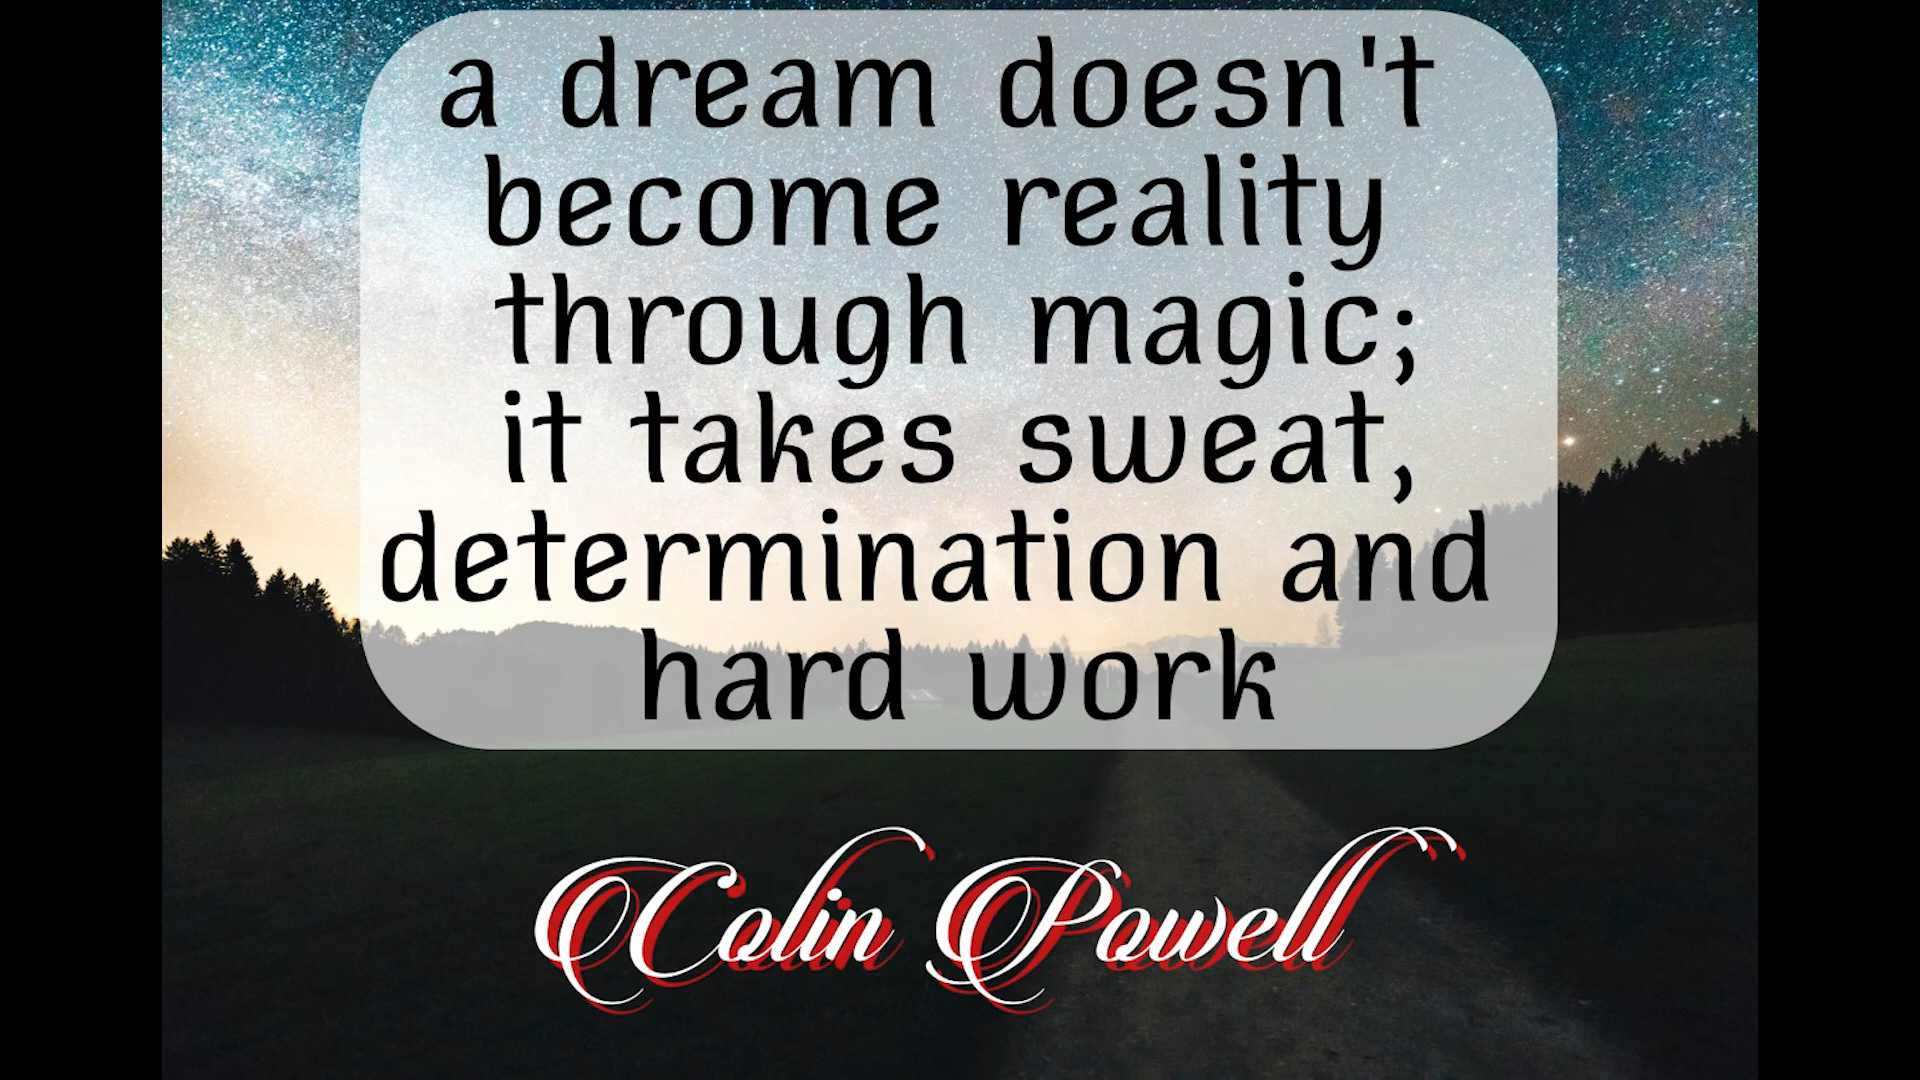 a dream doesn't
become reality
through magic;
it takes sweat,
determination and
hard work
Colin Powell